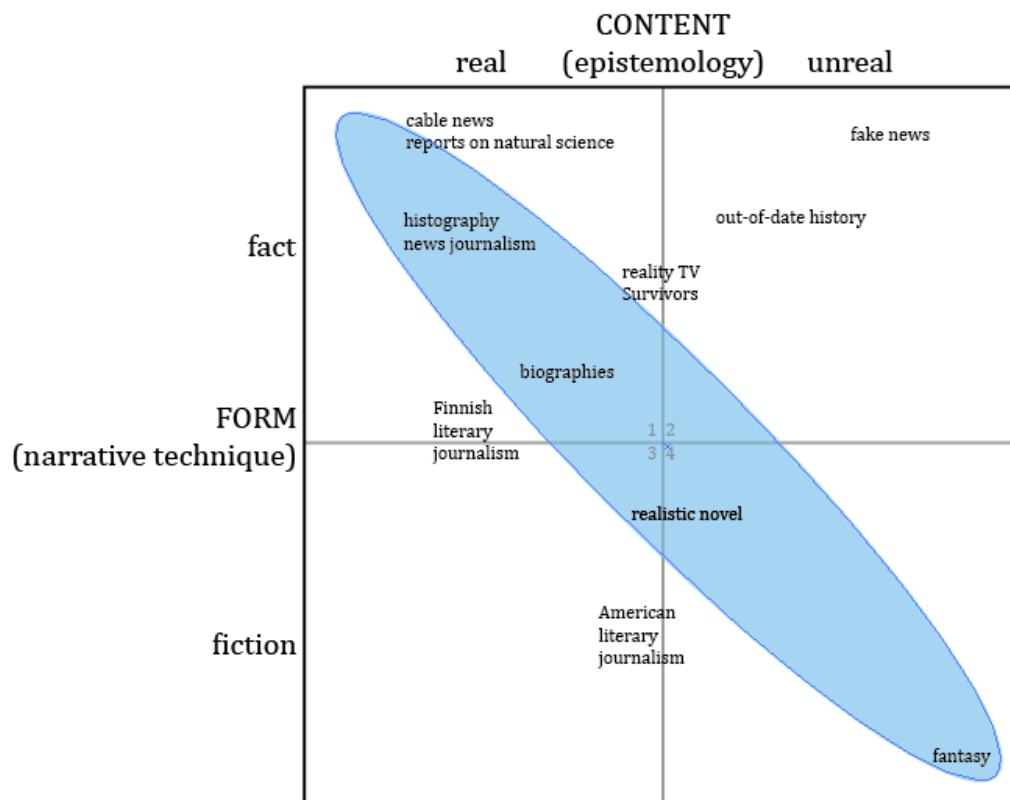 CONTENT
real (epistemology) unreal
cable news
reports on natural science
fake news
histography
news journalism
out-of-date history
fact
reality TV
Survivors
biographies
Finnish
literary
journalism
FORM
(narrative technique)
1 2
3 4
realistic novel
American
literary
journalism
fiction
fantasy